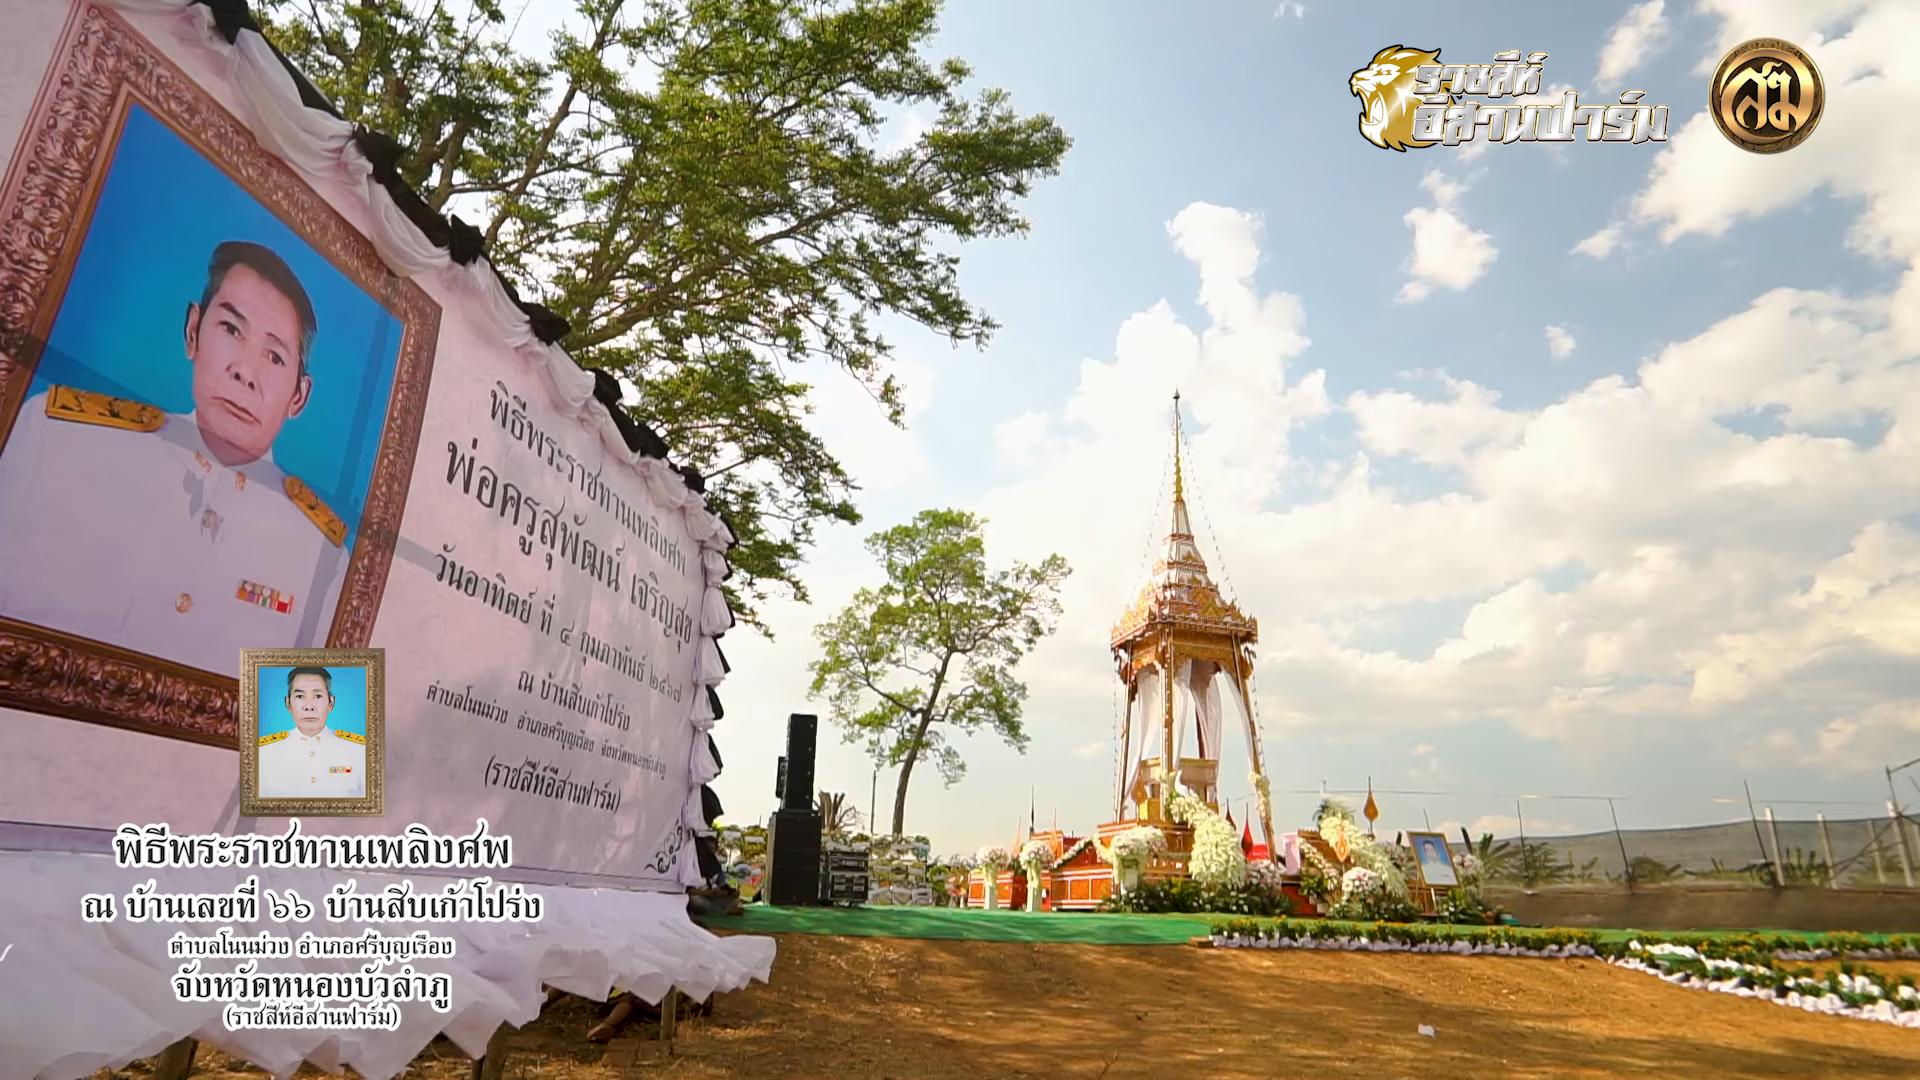 ราชสีห์
อีสานฟาร์ม
สม
พิธีพระราชทานเพลิงศพ
พ่อครูสุพัฒน์ เจริญสุข
วันอาทิตย์ ที่ ๔ กุมภาพันธ์ ๒๕๖๗
ณ บ้านสิบเก้าโปร่ง
ตำบลโนนม่วง อำเภอศรีบุญเรือง จังหวัดหนองบัวลำภู
(ราชสีห์อีสานฟาร์ม)
พิธีพระราชทานเพลิงศพ
ณ บ้านเลขที่ ๖๖ บ้านสิบเก้าโปร่ง
ตำบลโนนม่วง อำเภอศรีบุญเรือง
จังหวัดหนองบัวลำภู
(ราชสีห์อีสานฟาร์ม)